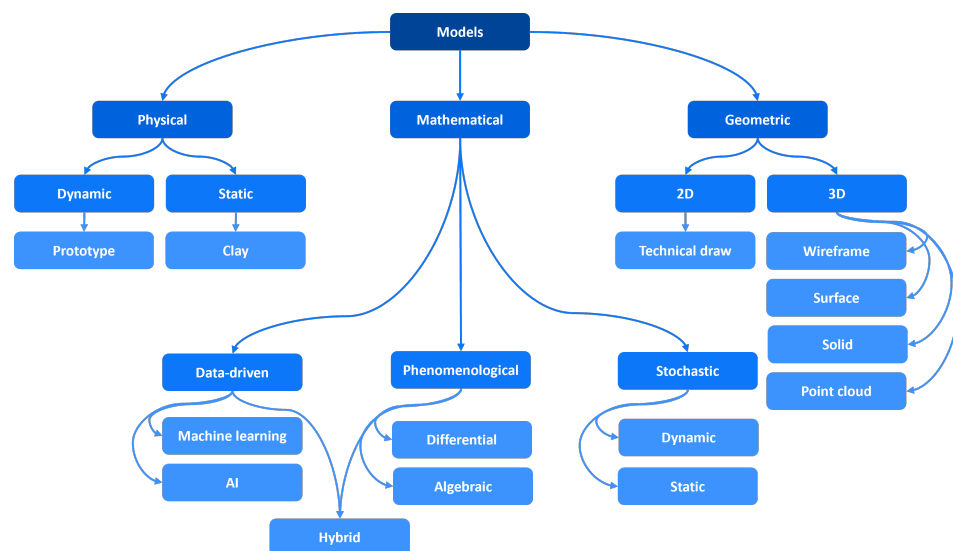 Models
Physical
Mathematical
Geometric
Dynamic
Static
2D
3D
Prototype
Clay
Technical draw
Wireframe
Surface
Solid
Data-driven
Phenomenological
Stochastic
Point cloud
Machine learning
Differential
Dynamic
AI
Algebraic
Static
Hybrid